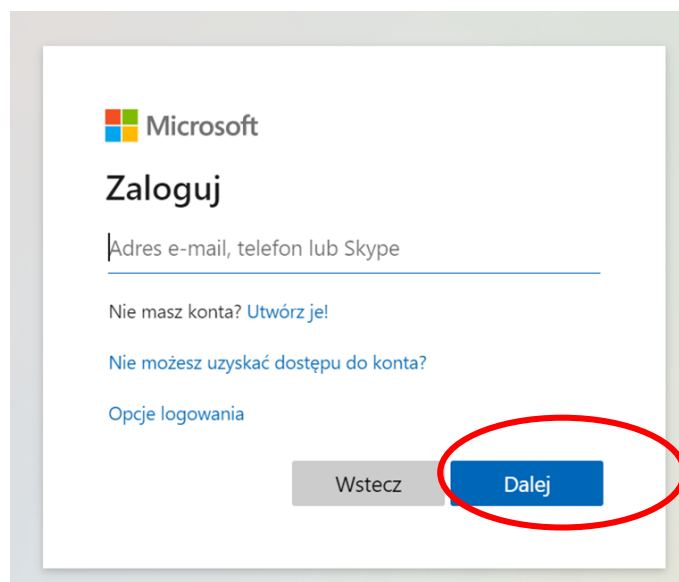 Microsoft
Zaloguj
Adres e-mail, telefon lub Skype
Nie masz konta? Utwórz je!
Nie możesz uzyskać dostępu do konta?
Opcje logowania
Wstecz
Dalej